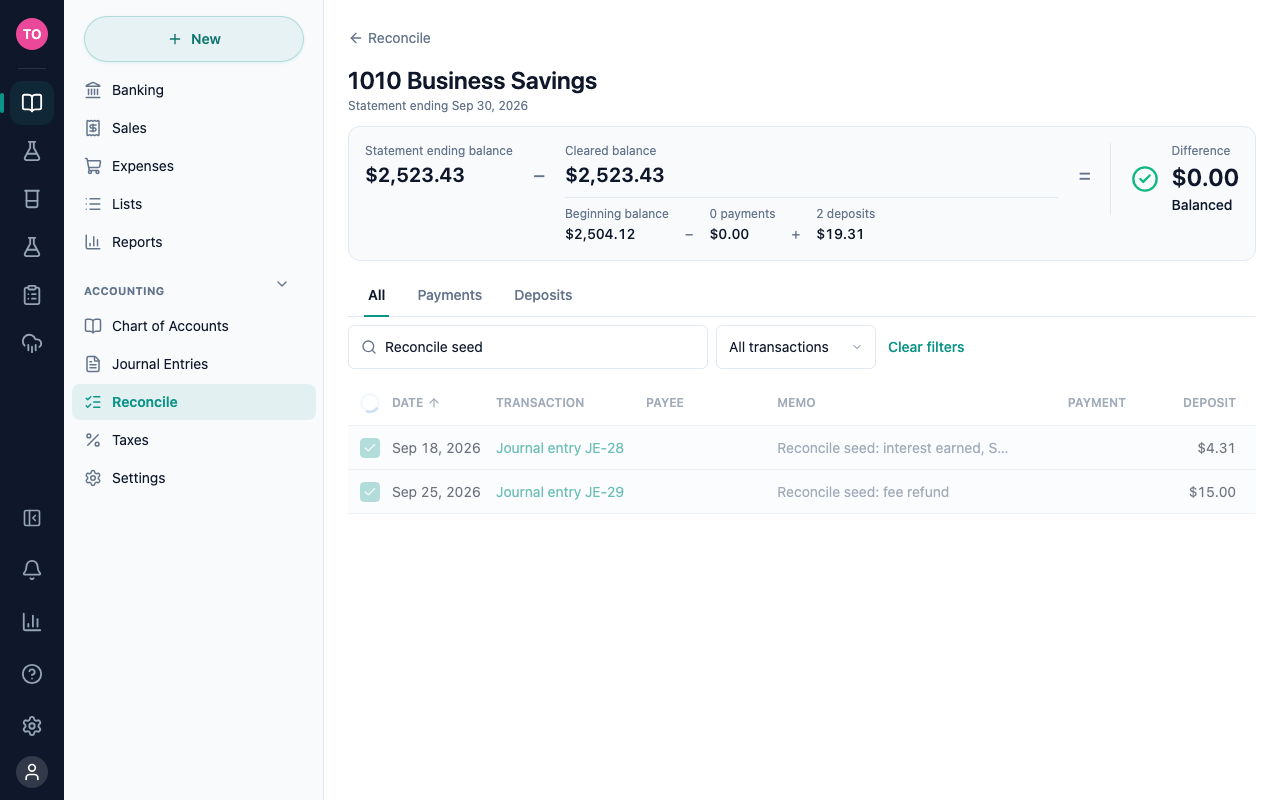 TO
New
Banking
Sales
Expenses
Lists
Reports
ACCOUNTING
Chart of Accounts
Journal Entries
Reconcile
Taxes
Settings
Reconcile
1010 Business Savings
Statement ending Sep 30, 2026
Statement ending balance
$2,523.43
–
Cleared balance
$2,523.43
Beginning balance
$2,504.12
–
0 payments
$0.00
+
2 deposits
$19.31
=
Difference
$0.00
Balanced
All Payments Deposits
Reconcile seed All transactions Clear filters
DATE TRANSACTION PAYEE MEMO PAYMENT DEPOSIT
Sep 18, 2026 Journal entry JE-28 Reconcile seed: interest earned, S... $4.31
Sep 25, 2026 Journal entry JE-29 Reconcile seed: fee refund $15.00